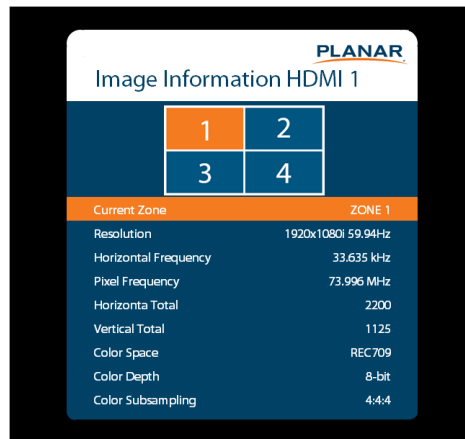 PLANAR
Image Information HDMI 1
1 2
3 4
Current Zone ZONE 1
Resolution 1920x1080i 59.94Hz
Horizontal Frequency 33.635 kHz
Pixel Frequency 73.996 MHz
Horizonta Total 2200
Vertical Total 1125
Color Space REC709
Color Depth 8-bit
Color Subsampling 4:4:4